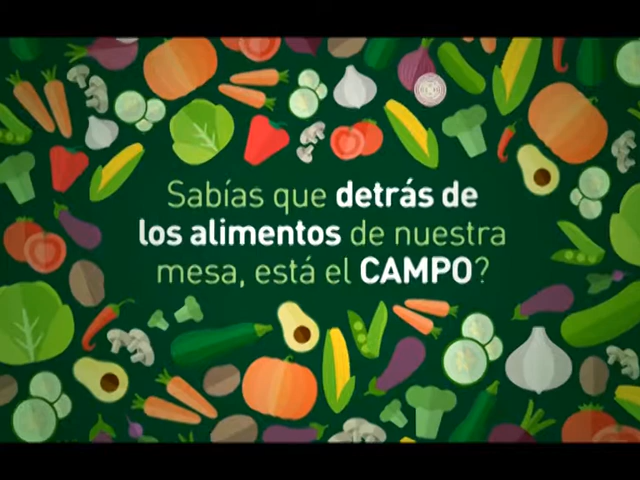 Sabías que detrás de
los alimentos de nuestra
mesa, está el CAMPO?